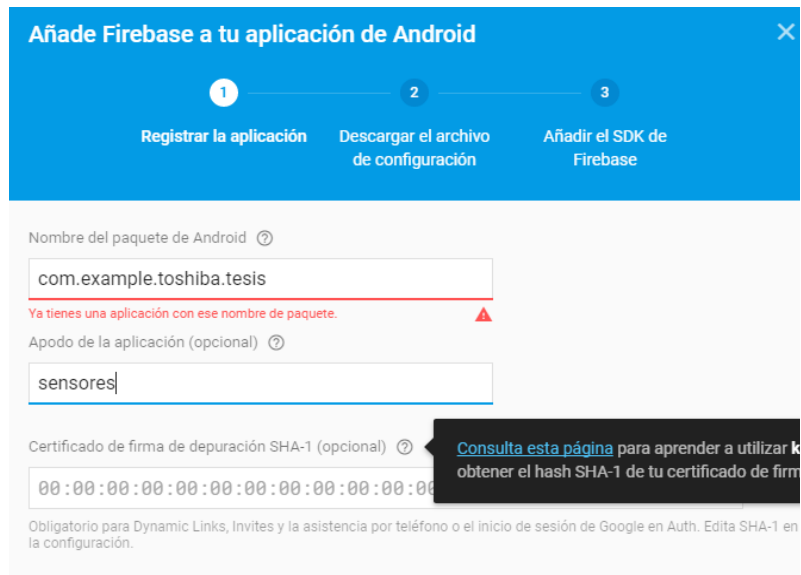 Añade Firebase a tu aplicación de Android
1
2
3
Registrar la aplicación
Descargar el archivo
de configuración
Añadir el SDK de
Firebase
Nombre del paquete de Android
com.example.toshiba.tesis
Ya tienes una aplicación con ese nombre de paquete.
Apodo de la aplicación (opcional)
sensores
Certificado de firma de depuración SHA-1 (opcional)
Consulta esta página para aprender a utilizar k
obtener el hash SHA-1 de tu certificado de firm
00:00:00:00:00:00:00:00:00:00:00:00:00
Obligatorio para Dynamic Links, Invites y la asistencia por teléfono o el inicio de sesión de Google en Auth. Edita SHA-1 en
la configuración.